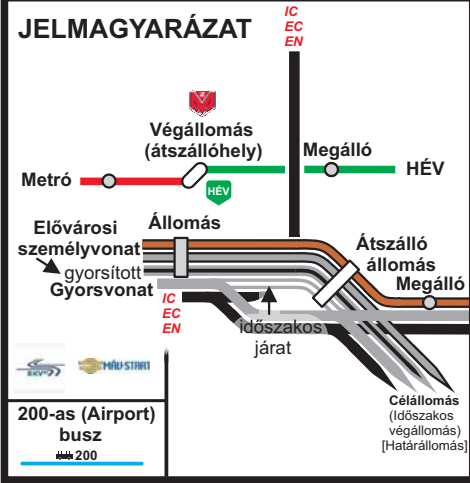 JELMAGYARÁZAT
IC
EC
EN
M
Végállomás
(átszállóhely)
Megálló
Metró
HÉV
HÉV
Elővárosi
személyvonat
gyorsított
Gyorsvonat
Állomás
Átszálló
állomás
Megálló
IC
EC
EN
időszakos
járat
BKV
MÁV-START
Célállomás
(Időszakos
végállomás)
[Határállomás]
200-as (Airport)
busz
200